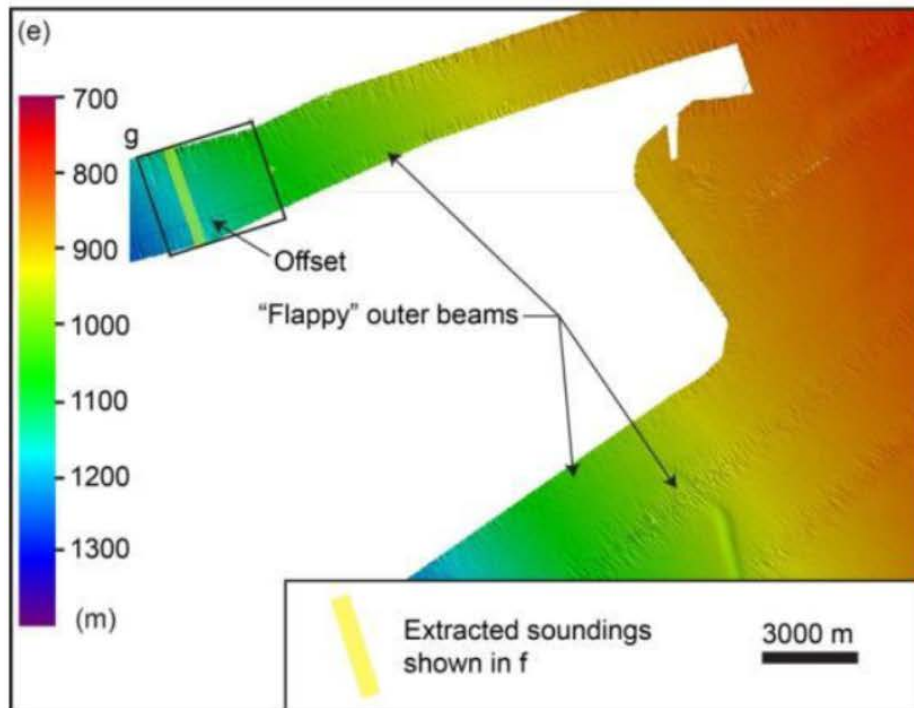 (e)
700
g
800
900
Offset
"Flappy" outer beams
1000
1100
1200
1300
(m)
Extracted soundings
shown in f
3000 m